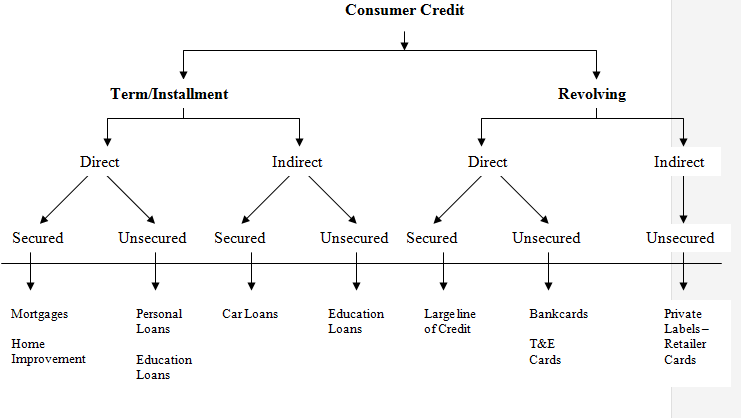 Consumer Credit
Term/Installment Revolving
Direct Indirect Direct Indirect
Secured Unsecured Secured Unsecured Secured Unsecured Unsecured
Mortgages Personal Car Loans Education Large line Bankcards Private
Loans Loans of Credit Labels –
Home T&E Retailer
Improvement Education Cards Cards
Loans